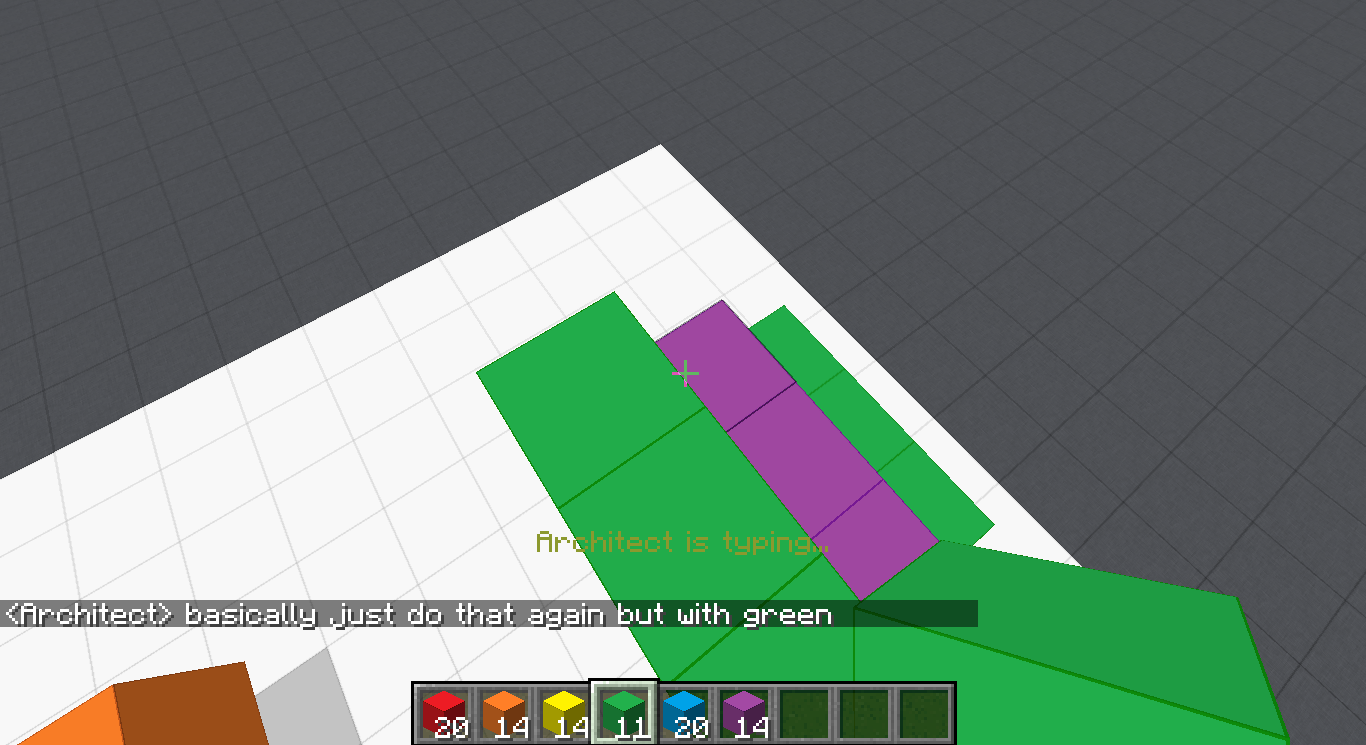 Architect is typing...
<Architect> basically just do that again but with green
20 14 14 11 20 14